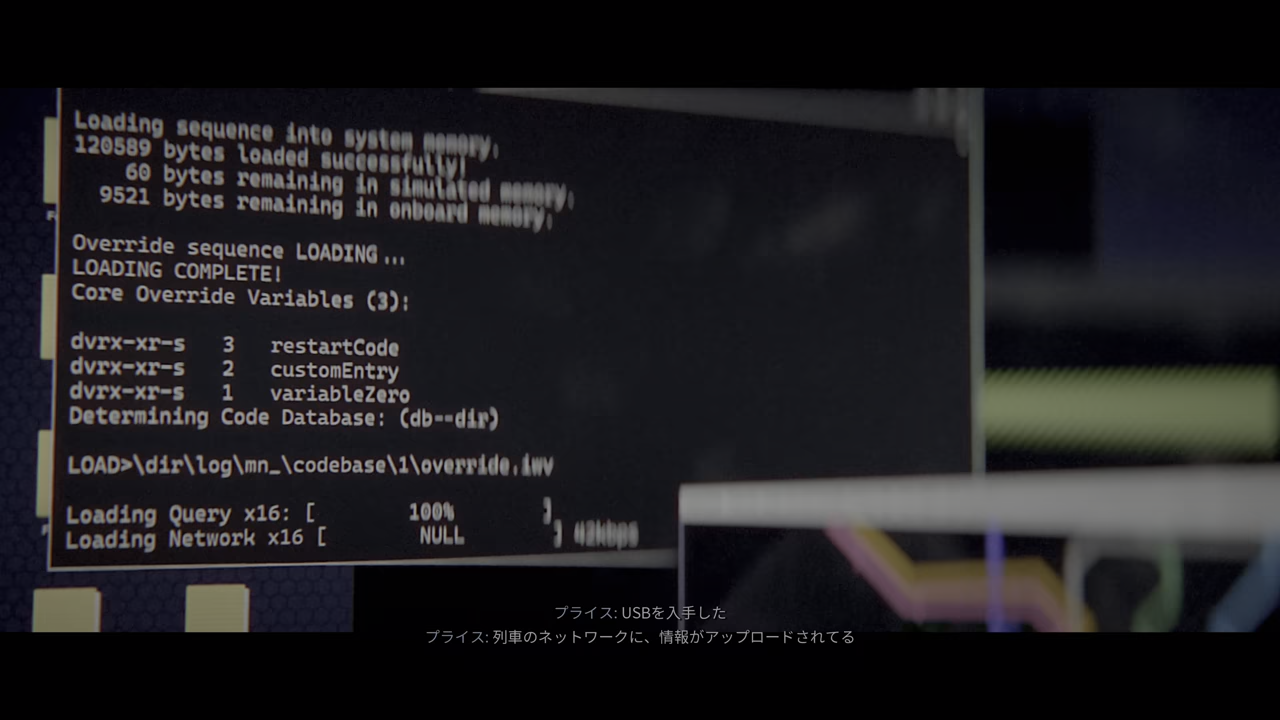 Loading sequence into system memory;
120589 bytes loaded successfully|
60 bytes remaining in simulated memory;
9521 bytes remaining in onboard memory;
Override sequence LOADING...
LOADING COMPLETE!
Core Override Variables (3):
dvrx-xr-s 3 restartCode
dvrx-xr-s 2 customEntry
dvrx-xr-s 1 variableZero
Determining Code Database: (db--dir)
LOAD>\dir\log\mn_\codebase\1\override.iwv
Loading Query x16: [ 100% ]
Loading Network x16 [ NULL ] 42kbps
プライス: USBを入手した
プライス: 列車のネットワークに、情報がアップロードされてる